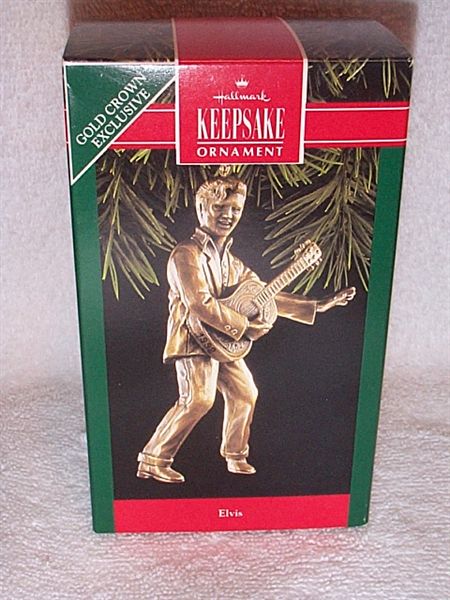 GOLD CROWN
EXCLUSIVE
Hallmark
KEEPSAKE
ORNAMENT
Elvis